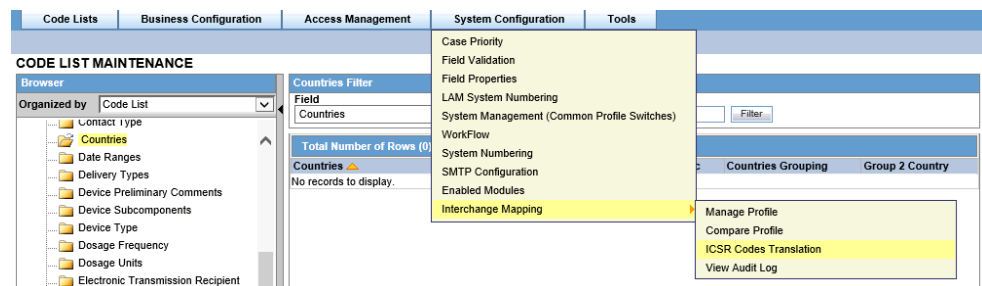 Code Lists Business Configuration Access Management System Configuration Tools
CODE LIST MAINTENANCE
Browser
Organized by Code List
Contact Type
Countries
Date Ranges
Delivery Types
Device Preliminary Comments
Device Subcomponents
Device Type
Dosage Frequency
Dosage Units
Electronic Transmission Recipient
Countries Filter
Field
Countries
Filter
Total Number of Rows (0)
Countries Countries Grouping Group 2 Country
No records to display.
Case Priority
Field Validation
Field Properties
LAM System Numbering
System Management (Common Profile Switches)
WorkFlow
System Numbering
SMTP Configuration
Enabled Modules
Interchange Mapping
Manage Profile
Compare Profile
ICSR Codes Translation
View Audit Log